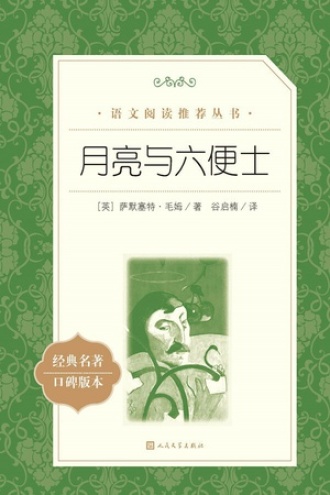 ·语文阅读推荐丛书·
月亮与六便士
[英] 萨默塞特·毛姆／著 谷启楠／译
经典名著
口碑版本
人民文学出版社